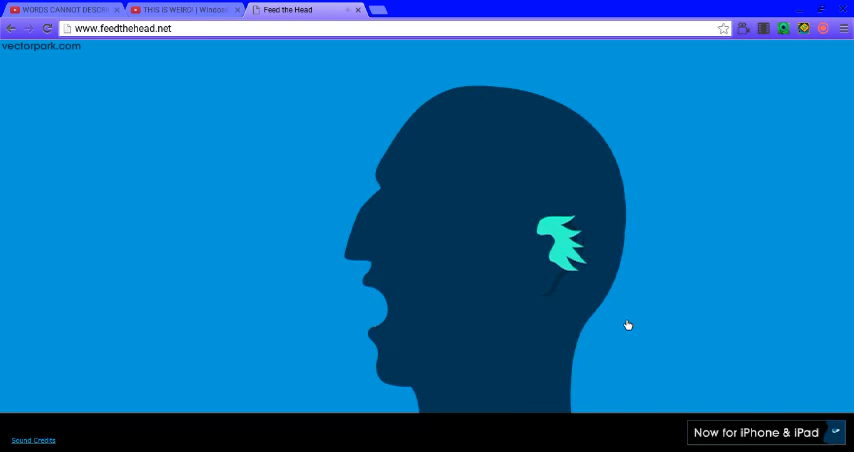 WORDS CANNOT DESCRI
THIS IS WEIRD! | Windos
Feed the Head
www.feedthehead.net
vectorpark.com
Sound Credits
Now for iPhone & iPad